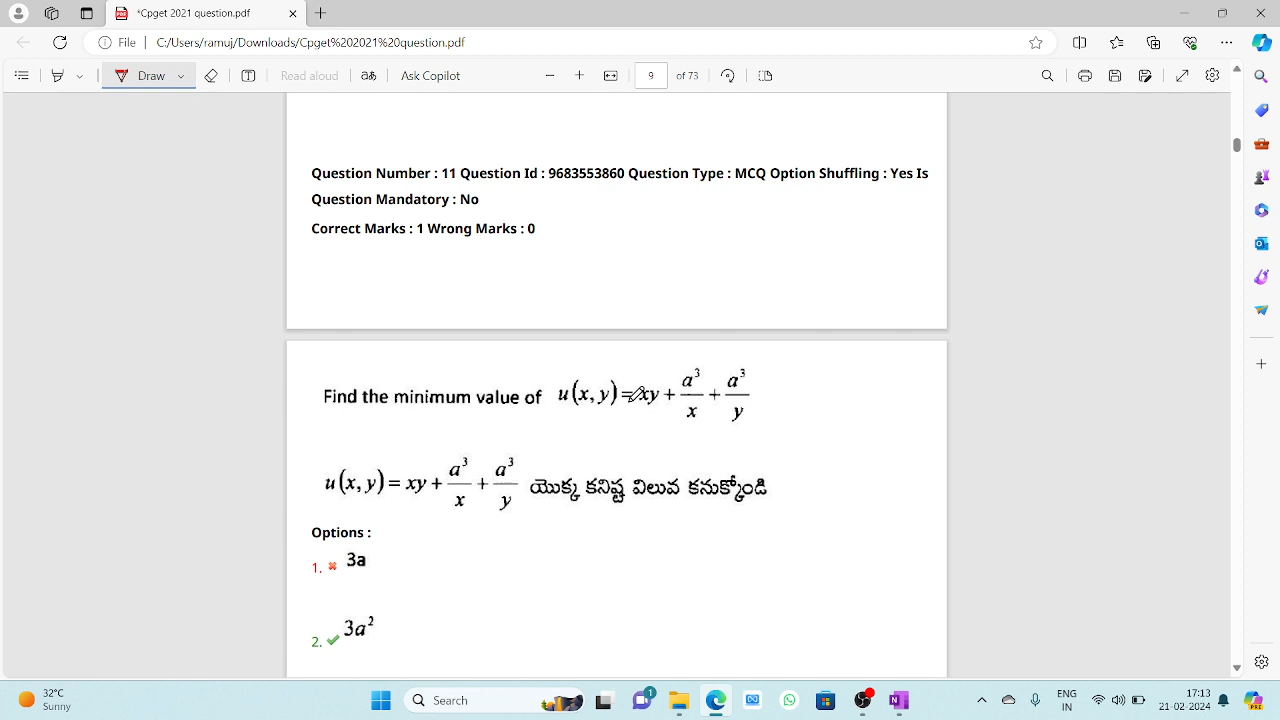 *Cpget 2021 question.pdf
File C:/Users/ramuj/Downloads/Cpget%202021%20question.pdf
Draw Read aloud Ask Copilot 9 of 73
Question Number : 11 Question Id : 9683553860 Question Type : MCQ Option Shuffling : Yes Is
Question Mandatory : No
Correct Marks : 1 Wrong Marks : 0
Find the minimum value of u(x, y)=xy + a³/x + a³/y
u(x, y)= xy + a³/x + a³/y యొక్క కనిష్ట విలువ కనుక్కోండి
Options :
1. 3a
2. 3a²
32°C
Sunny
Search
1
ENG
IN
17:13
21-02-2024